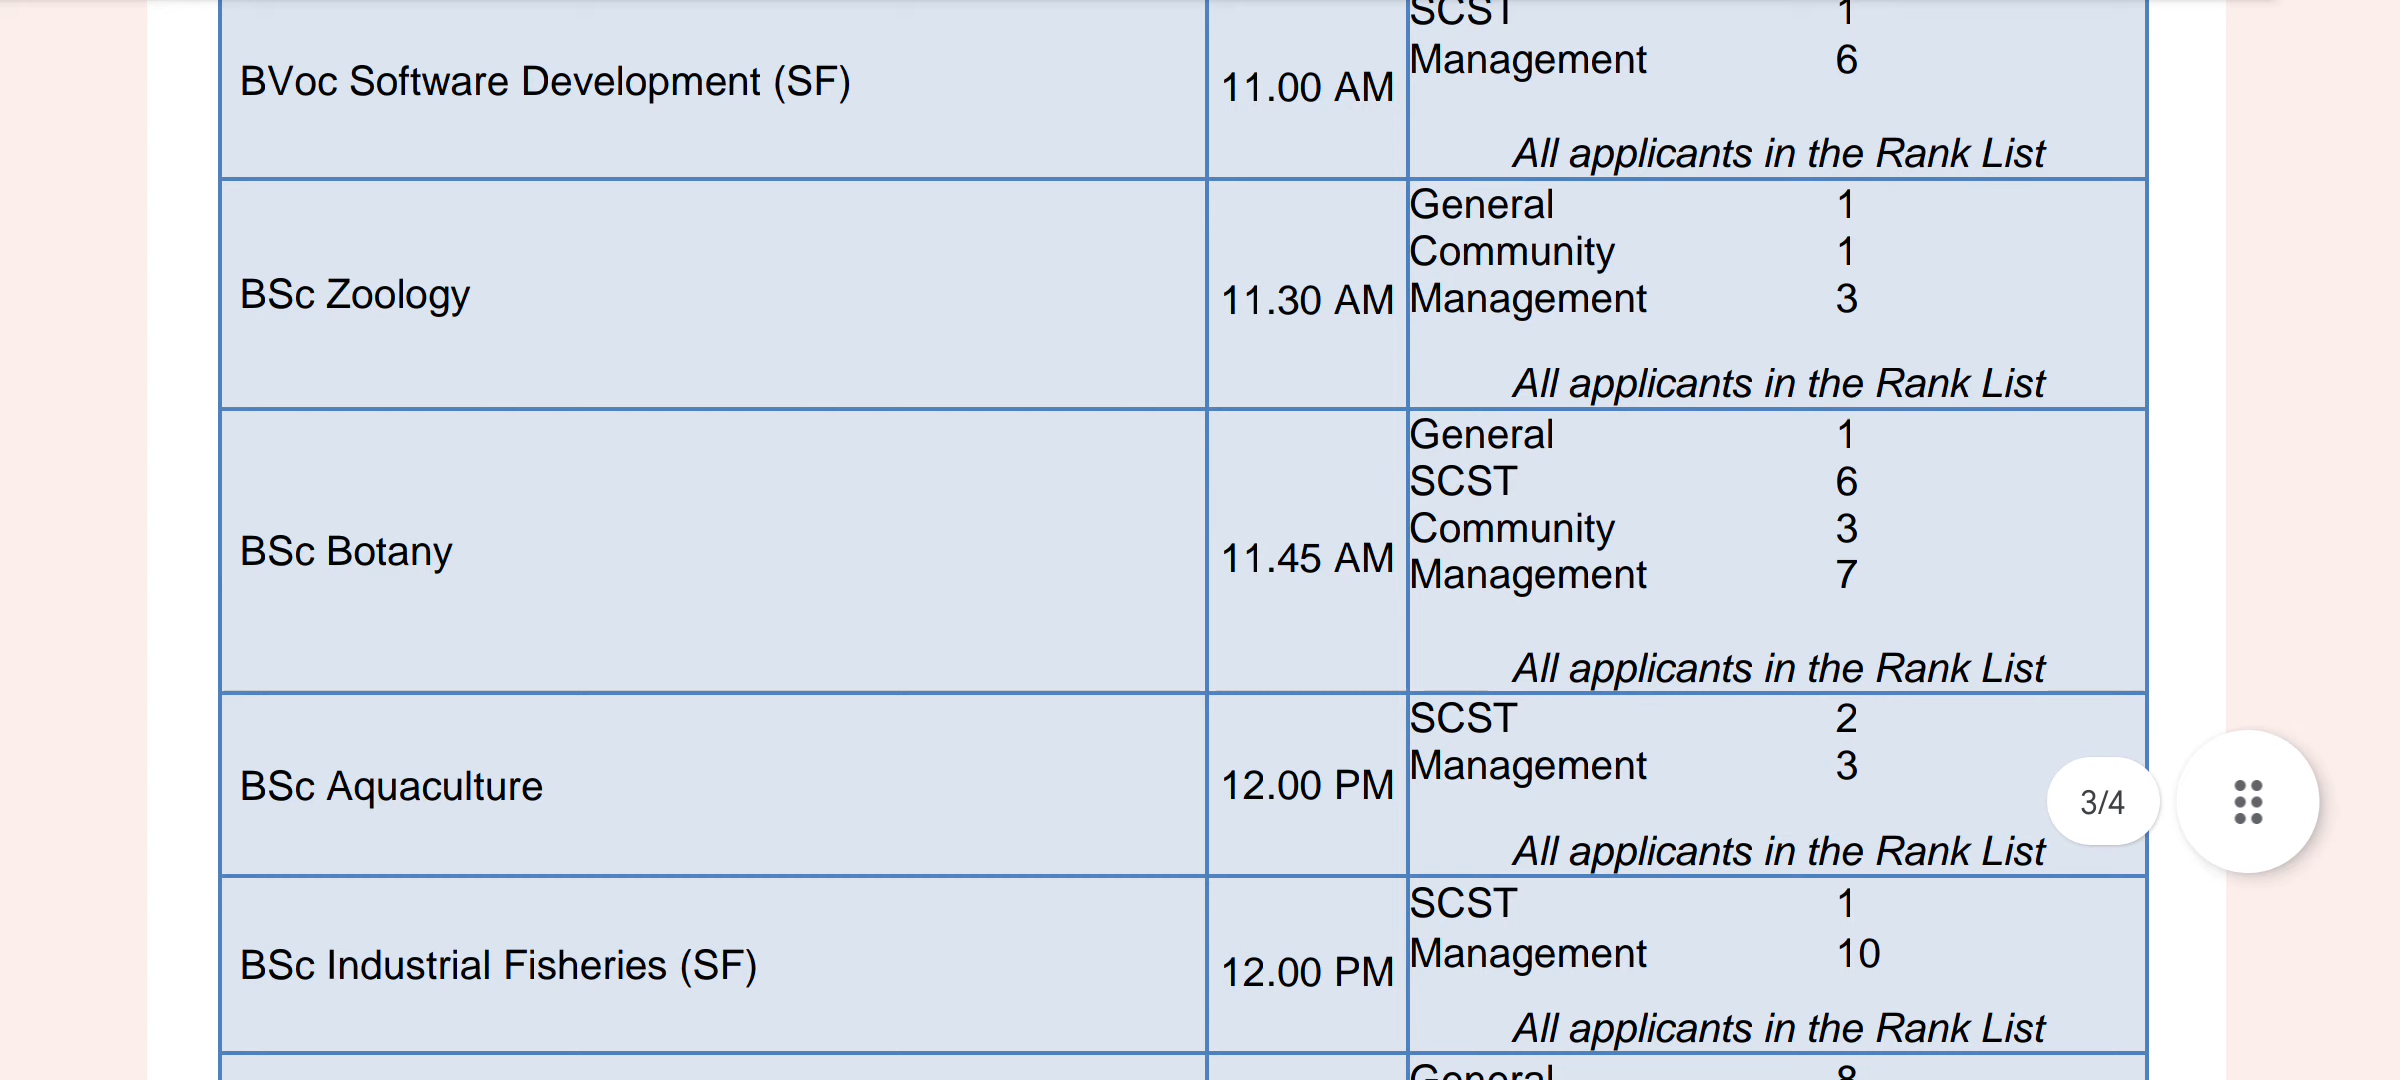 SCST 1
Management 6
BVoc Software Development (SF) 11.00 AM
All applicants in the Rank List
General 1
Community 1
BSc Zoology 11.30 AM Management 3
All applicants in the Rank List
General 1
SCST 6
Community 3
BSc Botany 11.45 AM Management 7
All applicants in the Rank List
SCST 2
Management 3
BSc Aquaculture 12.00 PM
3/4
All applicants in the Rank List
SCST 1
Management 10
BSc Industrial Fisheries (SF) 12.00 PM
All applicants in the Rank List
General 8